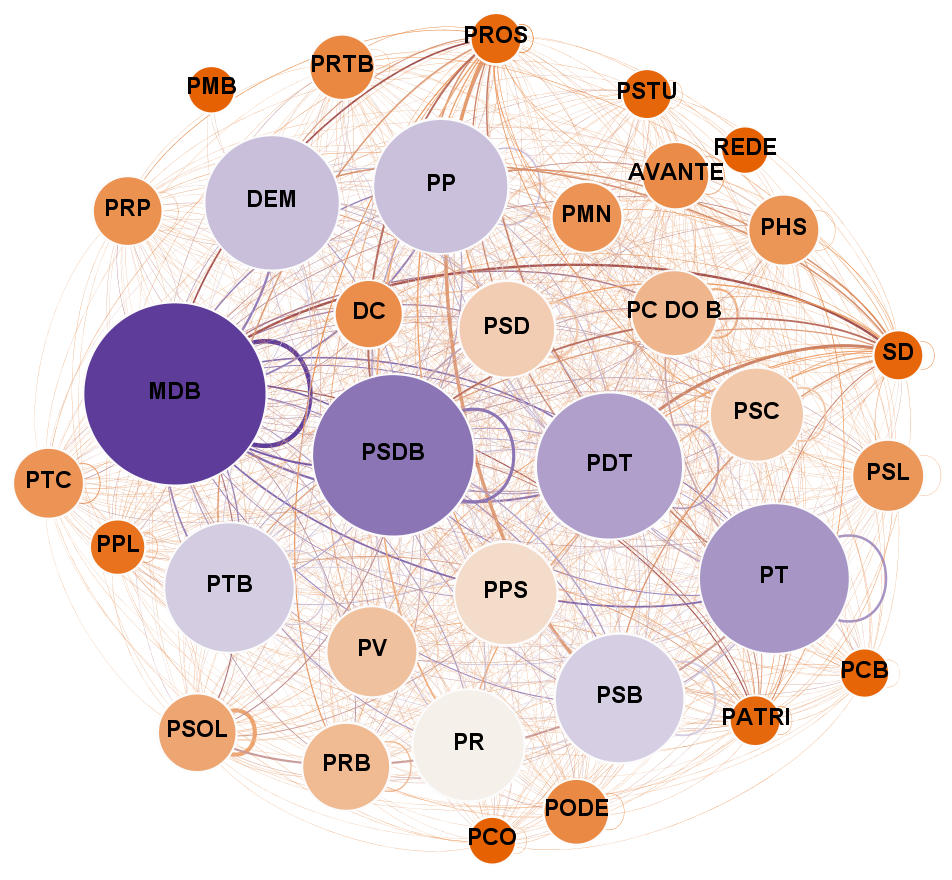 PROS
PRTB
PMB
PSTU
REDE
AVANTE
PP
DEM
PRP
PMN
PHS
DC
PSD
PC DO B
SD
MDB
PSC
PSDB
PDT
PTC
PSL
PPL
PTB
PPS
PT
PV
PCB
PSB
PATRI
PSOL
PR
PRB
PODE
PCO